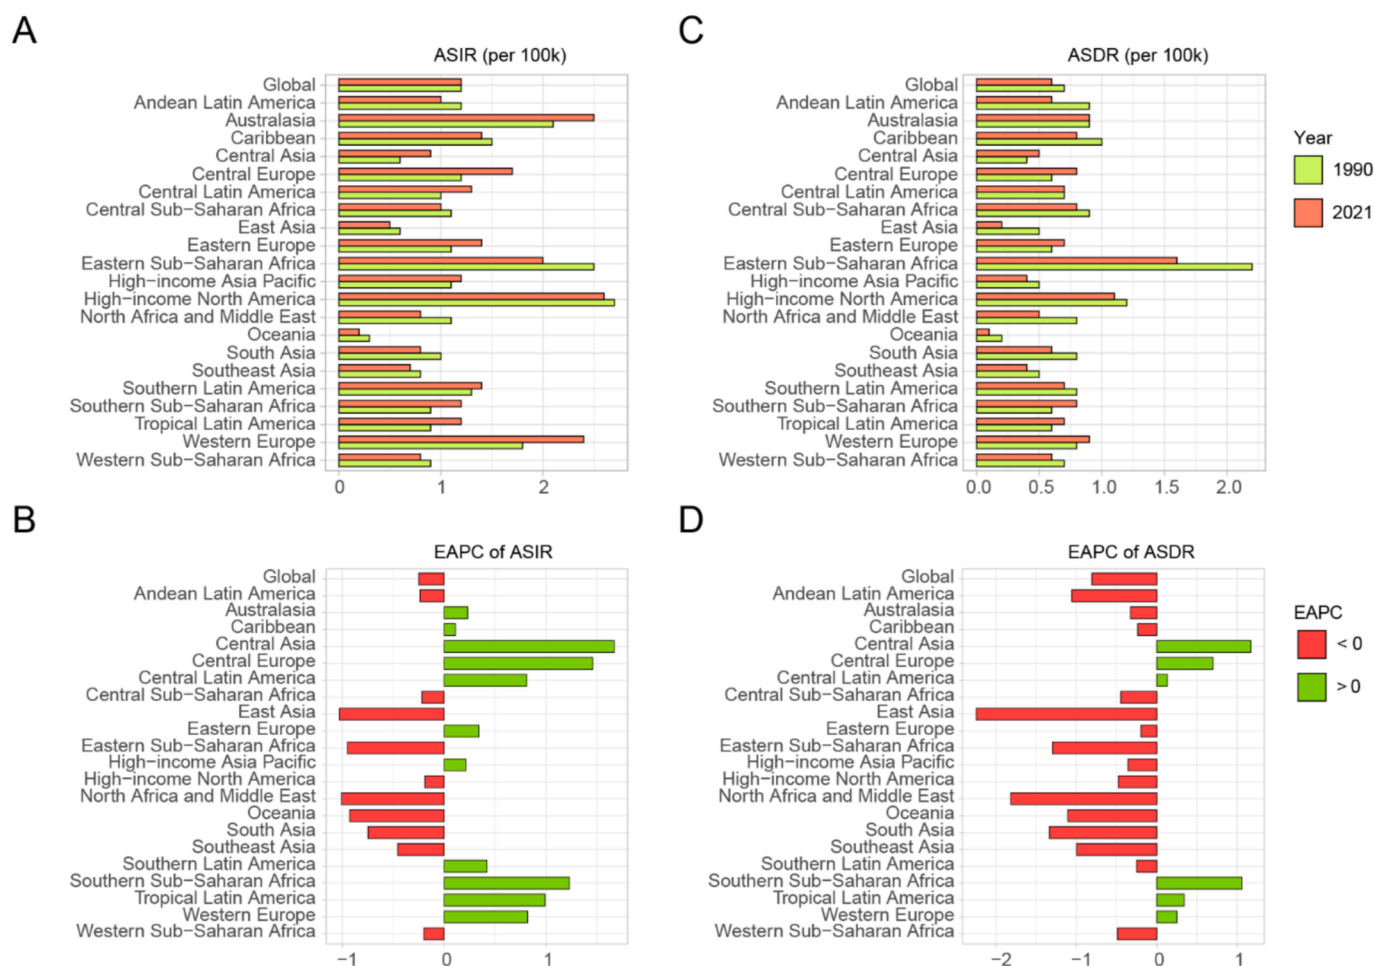 A
ASIR (per 100k)
Global
Andean Latin America
Australasia
Caribbean
Central Asia
Central Europe
Central Latin America
Central Sub−Saharan Africa
East Asia
Eastern Europe
Eastern Sub−Saharan Africa
High−income Asia Pacific
High−income North America
North Africa and Middle East
Oceania
South Asia
Southeast Asia
Southern Latin America
Southern Sub−Saharan Africa
Tropical Latin America
Western Europe
Western Sub−Saharan Africa
0 1 2
C
ASDR (per 100k)
Global
Andean Latin America
Australasia
Caribbean
Central Asia
Central Europe
Central Latin America
Central Sub−Saharan Africa
East Asia
Eastern Europe
Eastern Sub−Saharan Africa
High−income Asia Pacific
High−income North America
North Africa and Middle East
Oceania
South Asia
Southeast Asia
Southern Latin America
Southern Sub−Saharan Africa
Tropical Latin America
Western Europe
Western Sub−Saharan Africa
0.0 0.5 1.0 1.5 2.0
Year
1990
2021
B
EAPC of ASIR
Global
Andean Latin America
Australasia
Caribbean
Central Asia
Central Europe
Central Latin America
Central Sub−Saharan Africa
East Asia
Eastern Europe
Eastern Sub−Saharan Africa
High−income Asia Pacific
High−income North America
North Africa and Middle East
Oceania
South Asia
Southeast Asia
Southern Latin America
Southern Sub−Saharan Africa
Tropical Latin America
Western Europe
Western Sub−Saharan Africa
−1 0 1
D
EAPC of ASDR
Global
Andean Latin America
Australasia
Caribbean
Central Asia
Central Europe
Central Latin America
Central Sub−Saharan Africa
East Asia
Eastern Europe
Eastern Sub−Saharan Africa
High−income Asia Pacific
High−income North America
North Africa and Middle East
Oceania
South Asia
Southeast Asia
Southern Latin America
Southern Sub−Saharan Africa
Tropical Latin America
Western Europe
Western Sub−Saharan Africa
−2 −1 0 1
EAPC
< 0
> 0